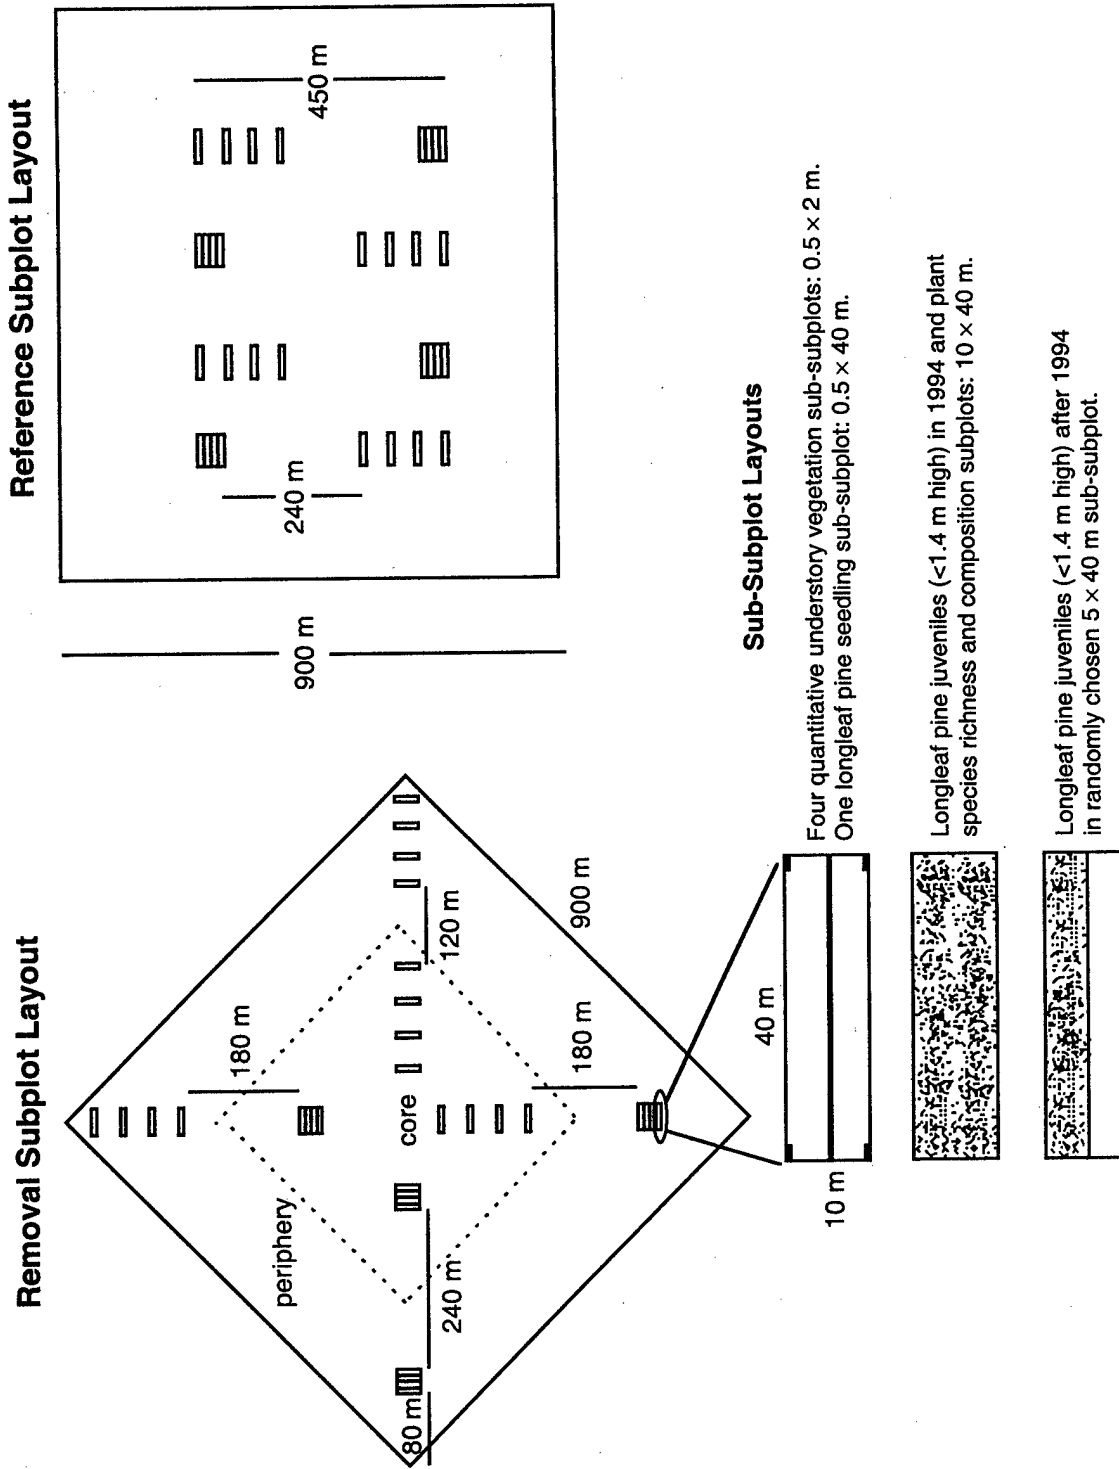 Removal Subplot Layout
periphery
core
180 m
120 m
180 m
240 m
80 m
900 m
900 m
Reference Subplot Layout
240 m
450 m
Sub-Subplot Layouts
40 m
10 m
Four quantitative understory vegetation sub-subplots: 0.5 × 2 m.
One longleaf pine seedling sub-subplot: 0.5 × 40 m.
Longleaf pine juveniles (<1.4 m high) in 1994 and plant
species richness and composition subplots: 10 × 40 m.
Longleaf pine juveniles (<1.4 m high) after 1994
in randomly chosen 5 × 40 m sub-subplot.